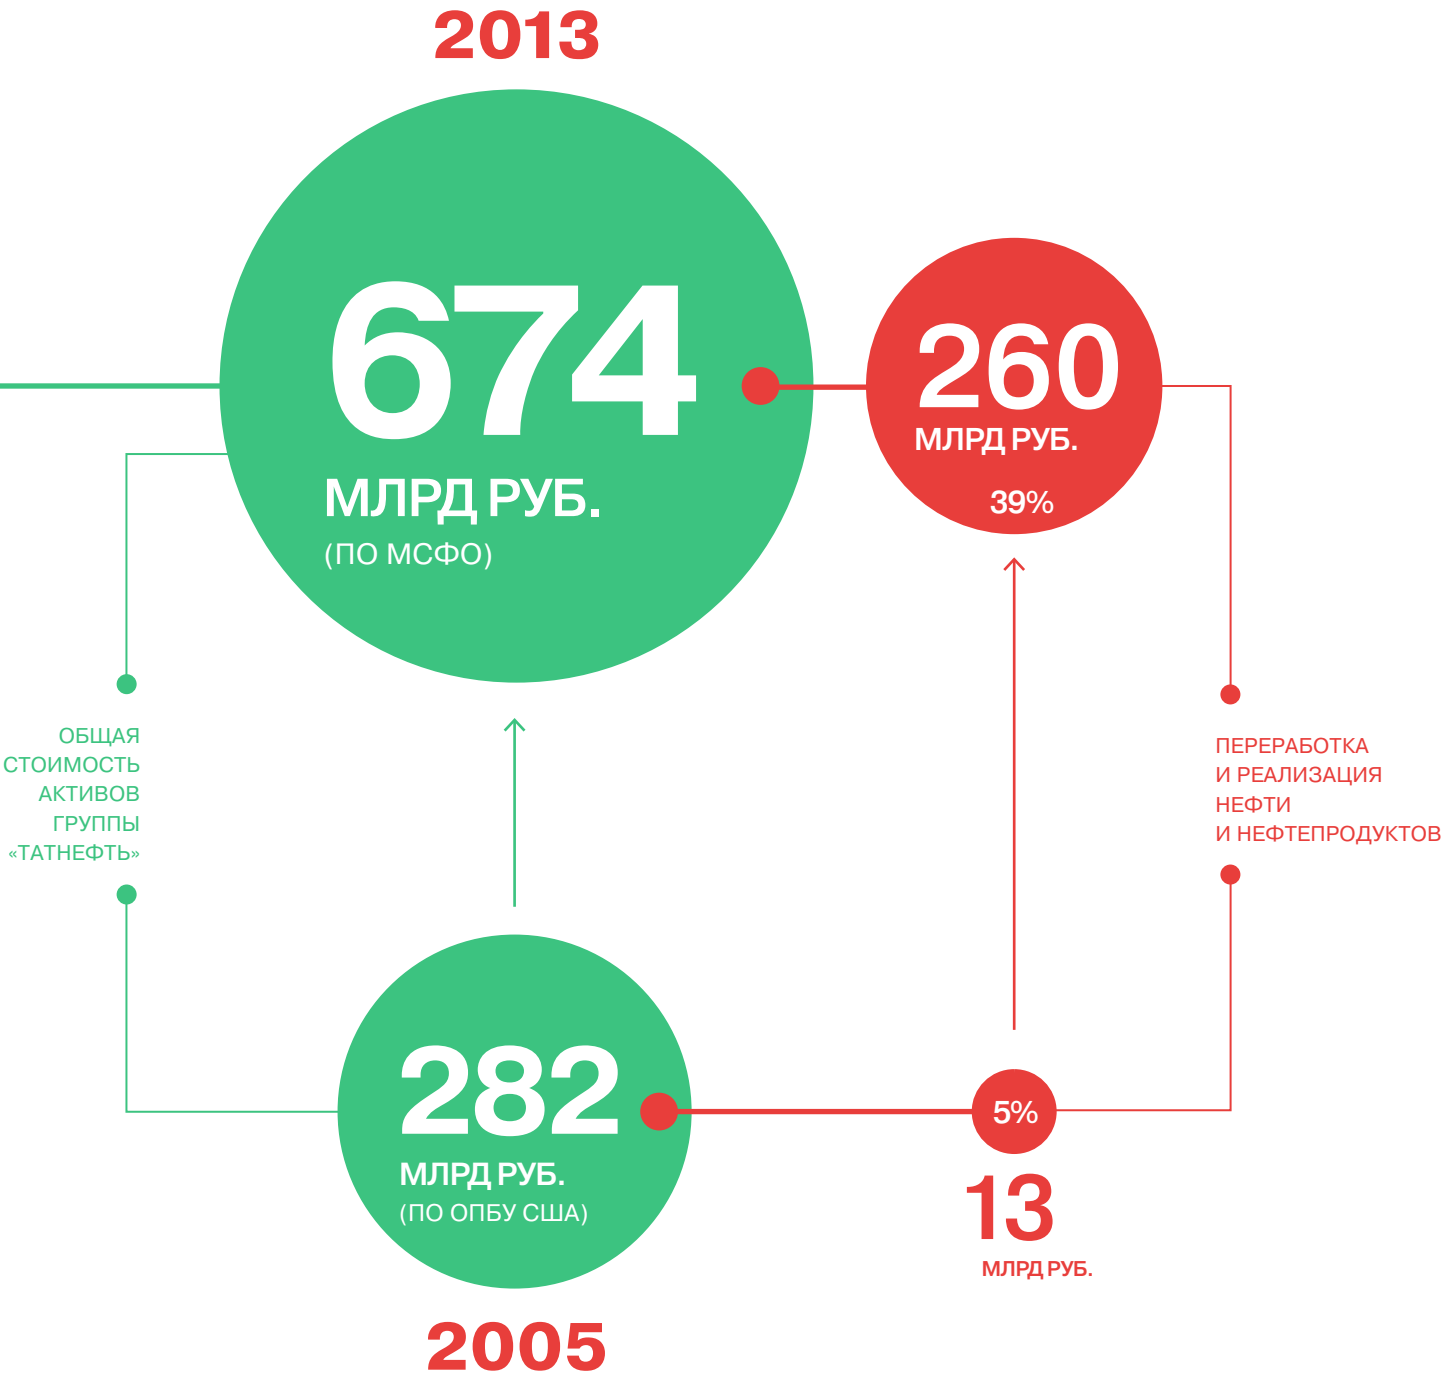 2013
674
МЛРД РУБ.
(ПО МСФО)
260
МЛРД РУБ.
39%
ОБЩАЯ
СТОИМОСТЬ
АКТИВОВ
ГРУППЫ
«ТАТНЕФТЬ»
ПЕРЕРАБОТКА
И РЕАЛИЗАЦИЯ
НЕФТИ
И НЕФТЕПРОДУКТОВ
282
МЛРД РУБ.
(ПО ОПБУ США)
5%
13
МЛРД РУБ.
2005